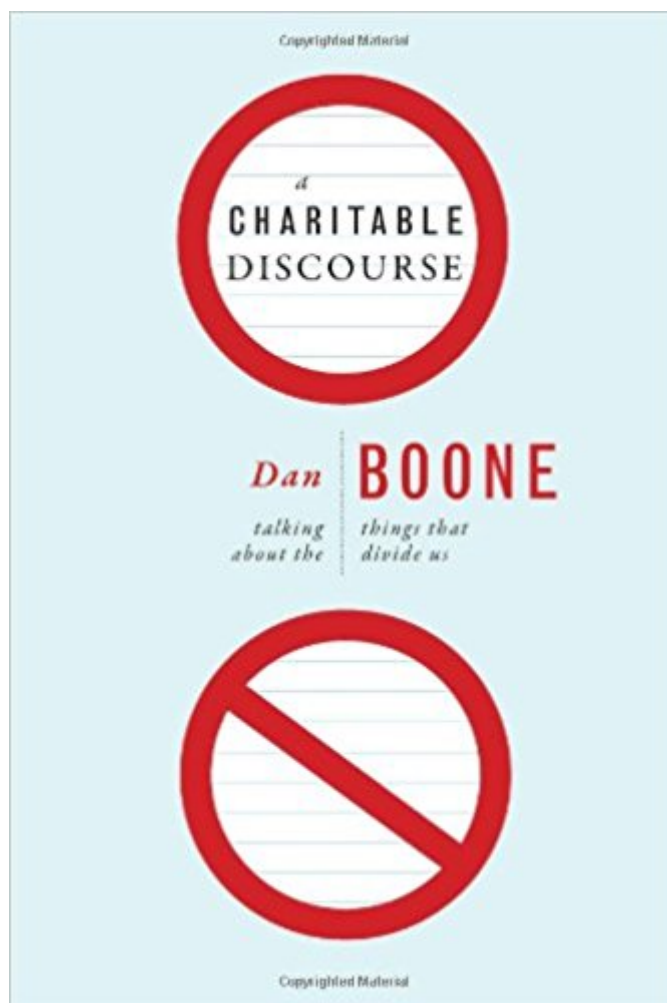 Copyrighted Material
a
CHARITABLE
DISCOURSE
Dan BOONE
talking things that
about the divide us
Copyrighted Material